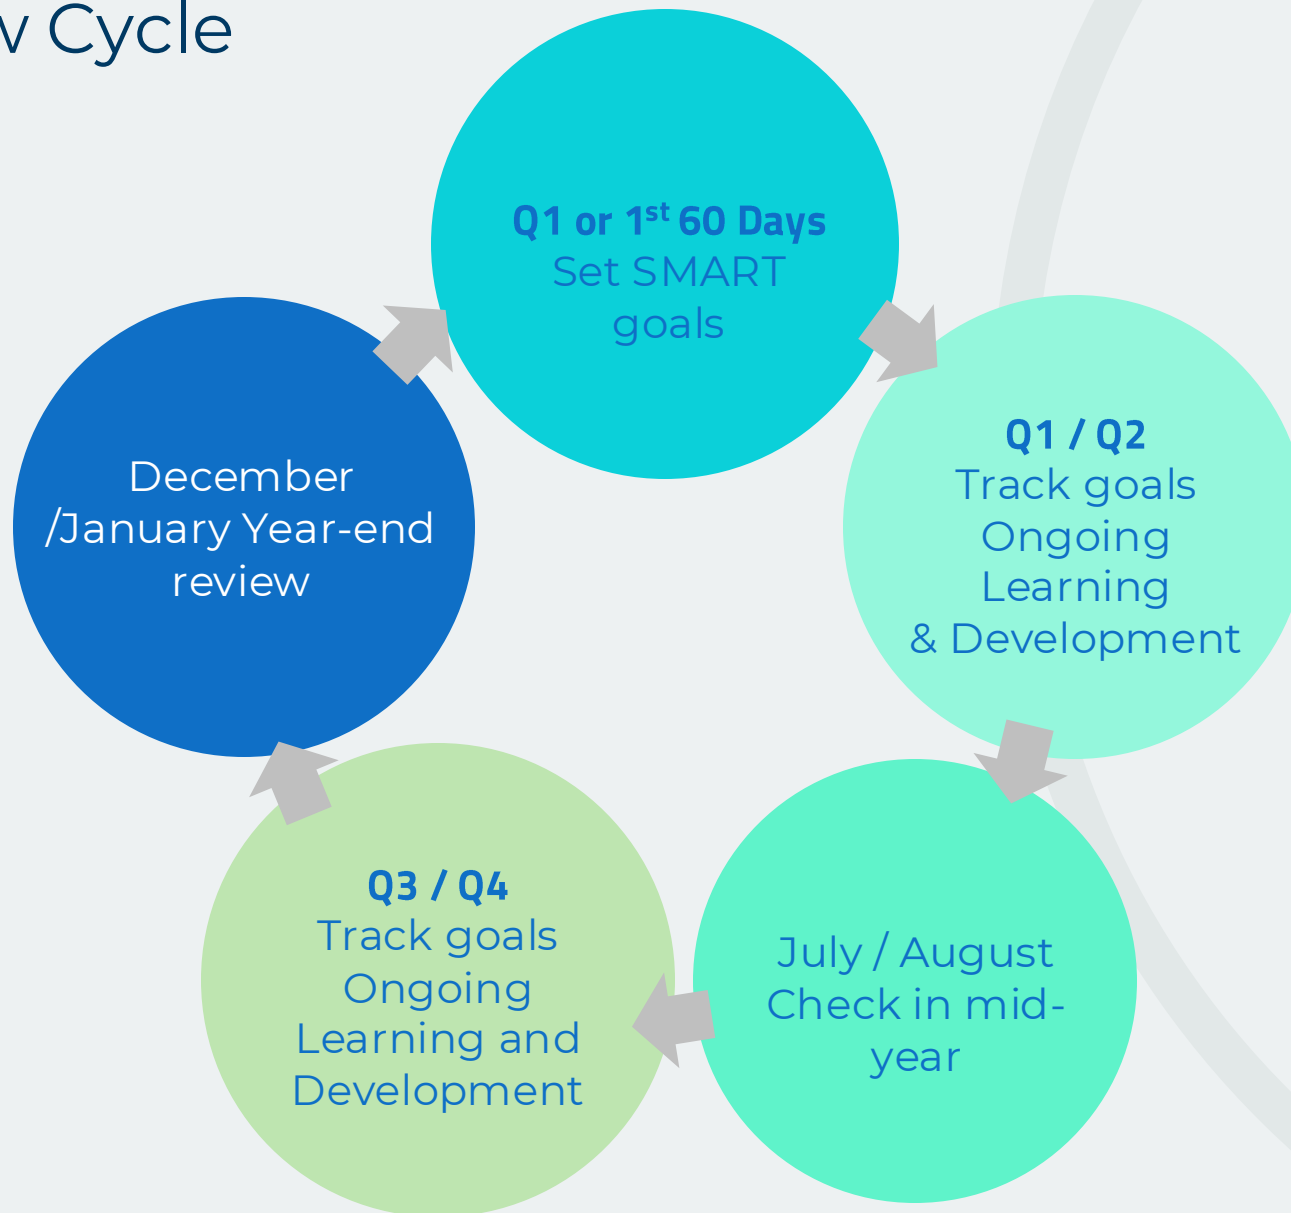 Cycle
Q1 or 1st 60 Days
Set SMART
goals
Q1 / Q2
Track goals
Ongoing
Learning
& Development
July / August
Check in mid-
year
Q3 / Q4
Track goals
Ongoing
Learning and
Development
December
/January Year-end
review